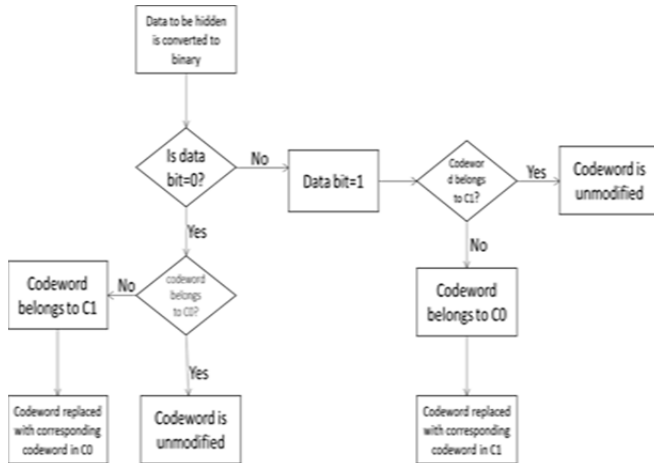 Data to be hidden
is converted to
binary
Is data
bit=0?
No
Data bit=1
Codewor
d belongs
to C1?
Yes
Codeword is
unmodified
Yes
No
Codeword
belongs to C1
No
codeword
belongs
to C0?
Codeword
belongs to C0
Yes
Codeword replaced
with corresponding
codeword in C0
Codeword is
unmodified
Codeword replaced
with corresponding
codeword in C1